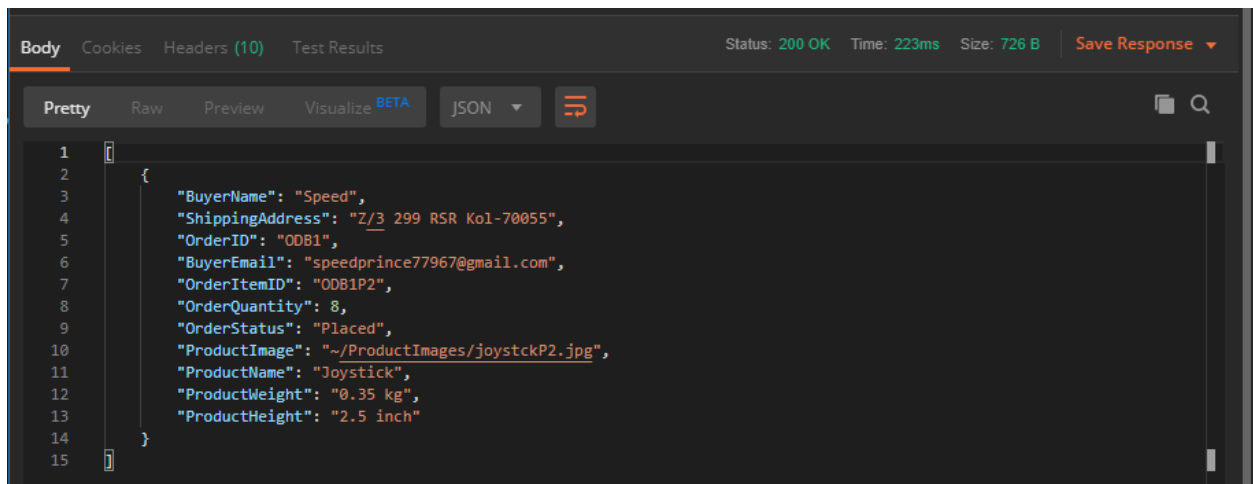 Body Cookies Headers (10) Test Results Status: 200 OK Time: 223ms Size: 726 B Save Response
Pretty Raw Preview Visualize BETA JSON
1 [
2 {
3 "BuyerName": "Speed",
4 "ShippingAddress": "Z/3 299 RSR Kol-70055",
5 "OrderID": "ODB1",
6 "BuyerEmail": "speedprince77967@gmail.com",
7 "OrderItemID": "ODB1P2",
8 "OrderQuantity": 8,
9 "OrderStatus": "Placed",
10 "ProductImage": "~/ProductImages/joystckP2.jpg",
11 "ProductName": "Joystick",
12 "ProductWeight": "0.35 kg",
13 "ProductHeight": "2.5 inch"
14 }
15 ]